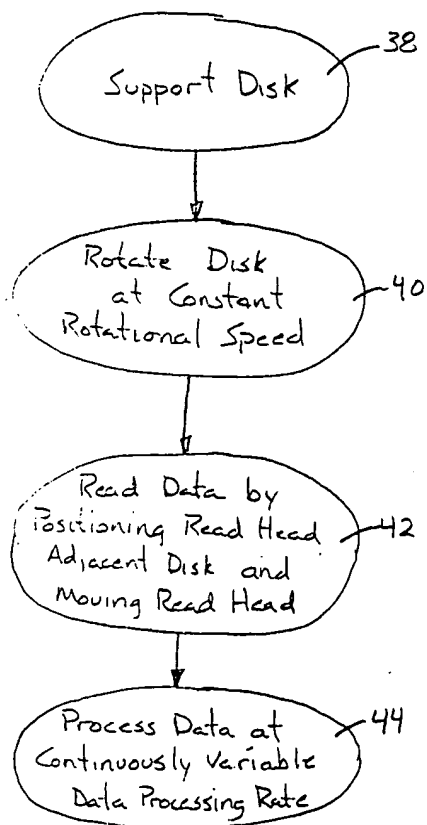 38
Support Disk
Rotate Disk
at Constant
Rotational Speed
40
Read Data by
Positioning Read Head
Adjacent Disk and
Moving Read Head
42
Process Data at
Continuously Variable
Data Processing Rate
44